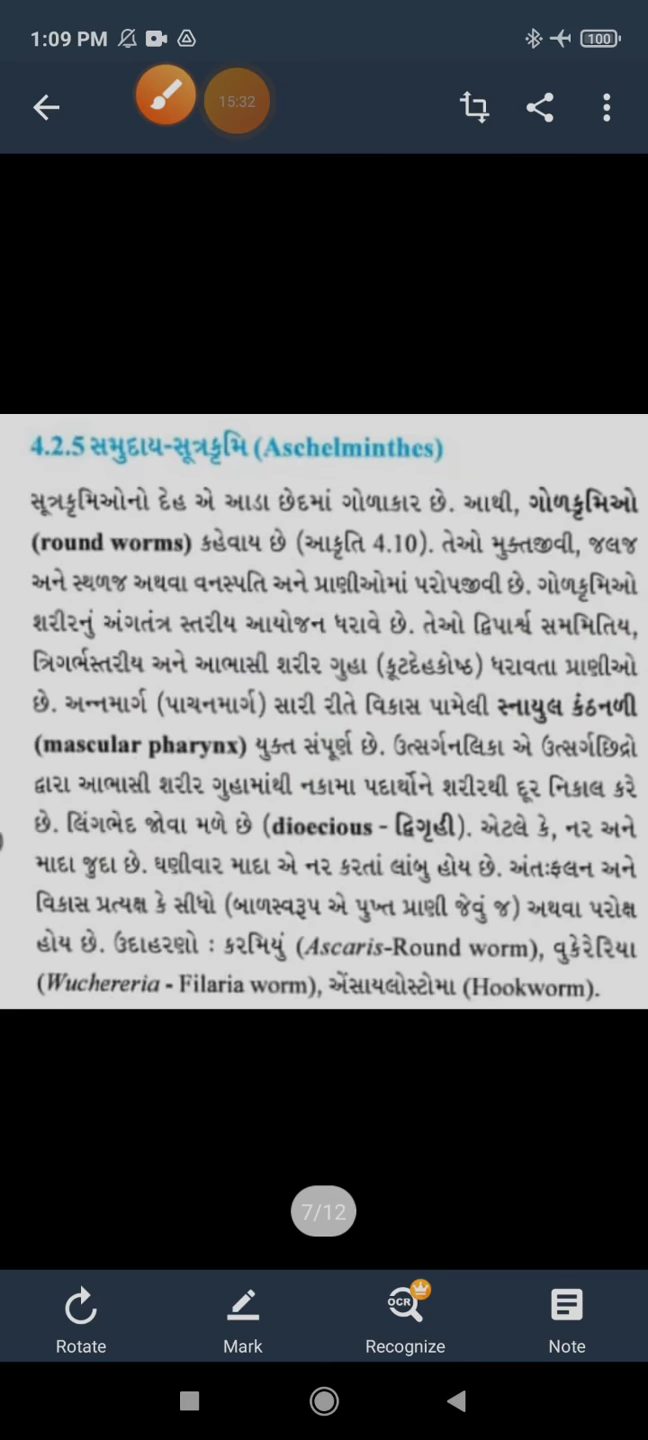 1:09 PM
100
15:32
4.2.5 સમુદાય-સૂત્રકૃમિ (Aschelminthes)
સૂત્રકૃમિઓનો દેહ એ આડા છેદમાં ગોળાકાર છે. આથી, ગોળકૃમિઓ
(round worms) કહેવાય છે (આકૃતિ 4.10). તેઓ મુક્તજીવી, જલજ
અને સ્થળજ અથવા વનસ્પતિ અને પ્રાણીઓમાં પરોપજીવી છે. ગોળકૃમિઓ
શરીરનું અંગતંત્ર સ્તરીય આયોજન ધરાવે છે. તેઓ દ્વિપાર્શ્વ સમમિતિય,
ત્રિગર્ભસ્તરીય અને આભાસી શરીર ગુહા (કૂટદેહકોષ્ઠ) ધરાવતા પ્રાણીઓ
છે. અન્નમાર્ગ (પાચનમાર્ગ) સારી રીતે વિકાસ પામેલી સ્નાયુલ કંઠનળી
(mascular pharynx) યુક્ત સંપૂર્ણ છે. ઉત્સર્ગનલિકા એ ઉત્સર્ગછિદ્રો
દ્વારા આભાસી શરીર ગુહામાંથી નકામા પદાર્થોને શરીરથી દૂર નિકાલ કરે
છે. લિંગભેદ જોવા મળે છે (dioecious - દ્વિગૃહી). એટલે કે, નર અને
માદા જુદા છે. ઘણીવાર માદા એ નર કરતાં લાંબુ હોય છે. અંતઃફલન અને
વિકાસ પ્રત્યક્ષ કે સીધો (બાળસ્વરૂપ એ પુખ્ત પ્રાણી જેવું જ) અથવા પરોક્ષ
હોય છે. ઉદાહરણો : કરમિયું (Ascaris-Round worm), વુકેરેરિયા
(Wuchereria - Filaria worm), એંસાયલોસ્ટોમા (Hookworm).
7/12
OCR
Rotate
Mark
Recognize
Note